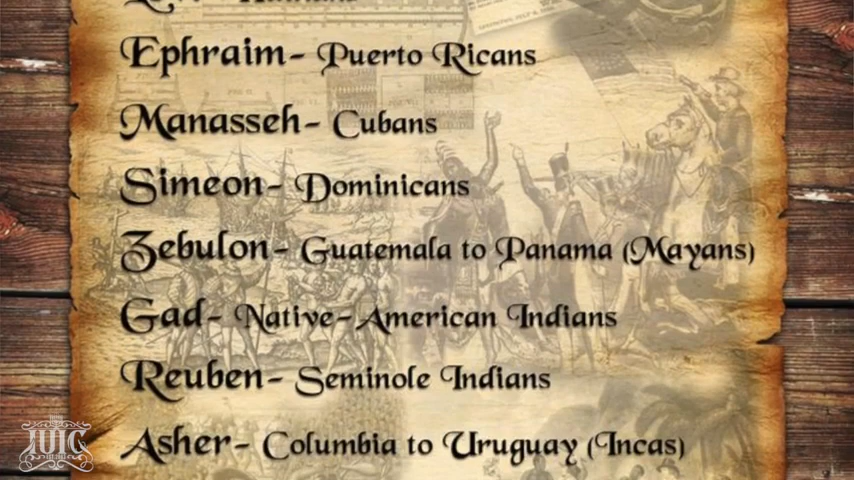 Ephraim- Puerto Ricans
Manasseh- Cubans
Simeon- Dominicans
Zebulon- Guatemala to Panama (Mayans)
Gad- Native-American Indians
Reuben- Seminole Indians
Asher- Columbia to Uruguay (Incas)
IUIC